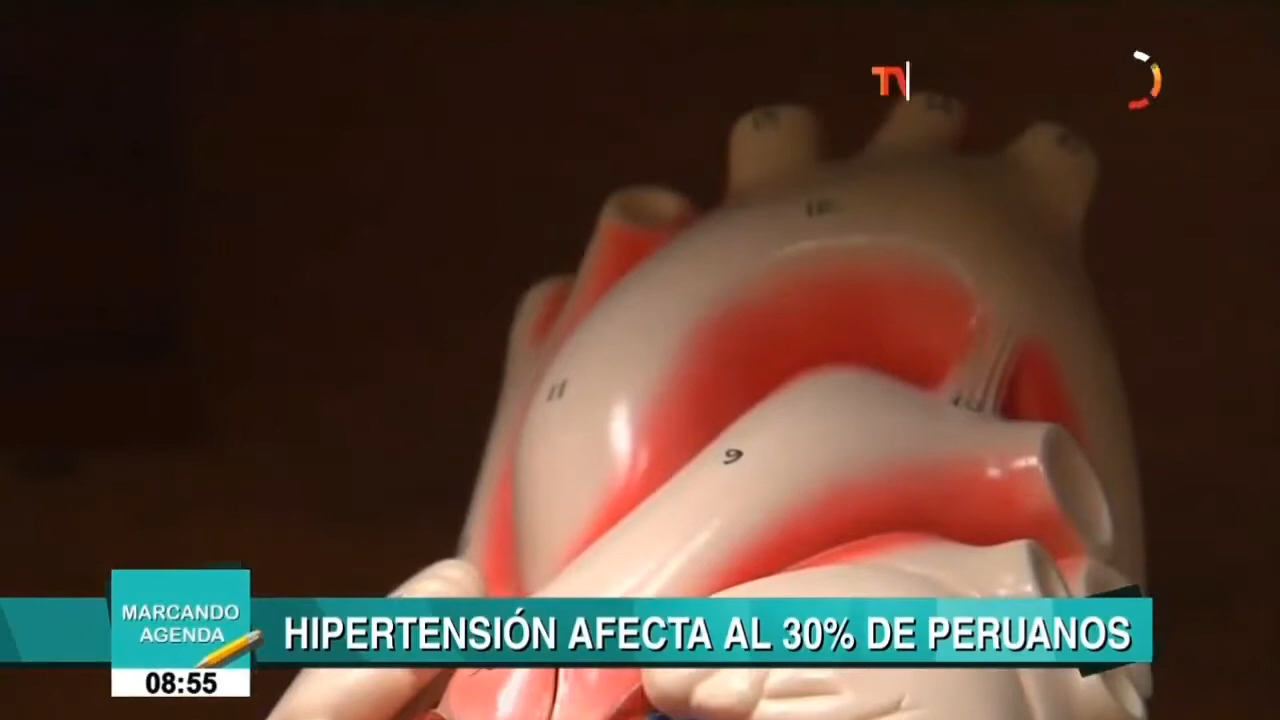 TV
11
9
MARCANDO
AGENDA
HIPERTENSIÓN AFECTA AL 30% DE PERUANOS
08:55